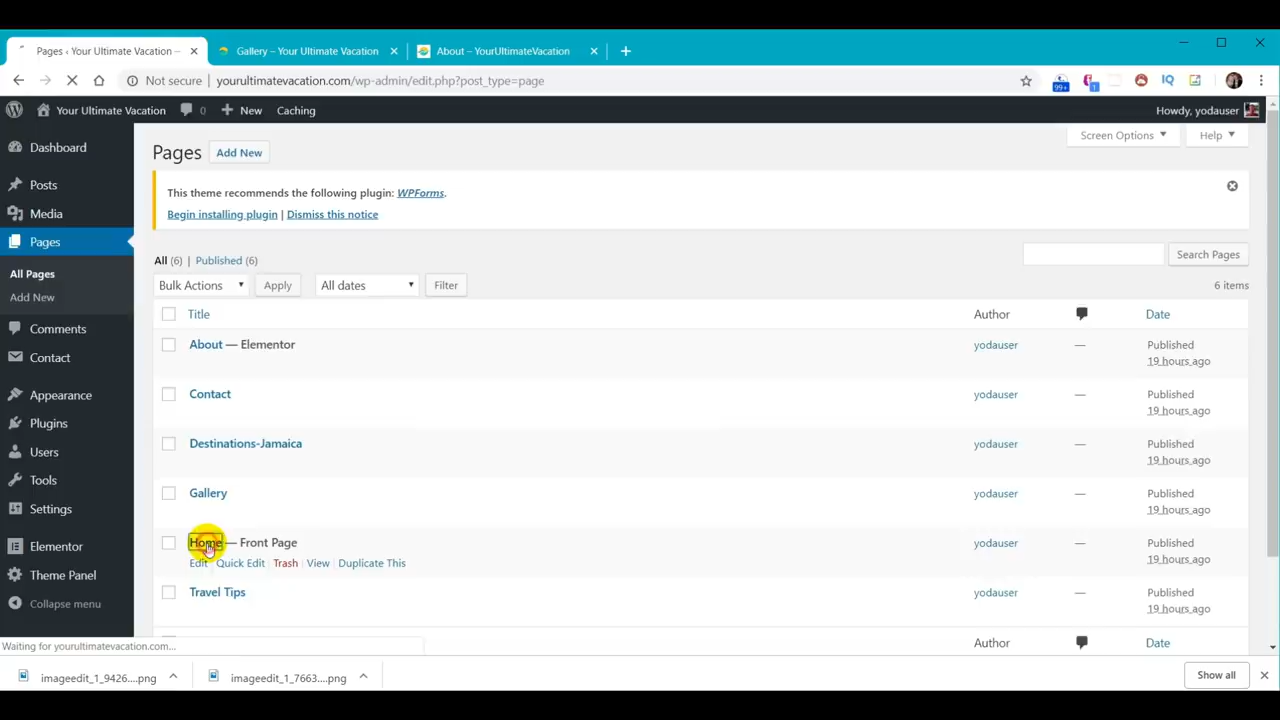 Pages ‹ Your Ultimate Vacation –
Gallery – Your Ultimate Vacation
About – YourUltimateVacation
Not secure | yourultimatevacation.com/wp-admin/edit.php?post_type=page
99+
1
IQ
Your Ultimate Vacation 0 New Caching
Howdy, yodauser
Screen Options
Help
Dashboard
Posts
Media
Pages
All Pages
Add New
Comments
Contact
Appearance
Plugins
Users
Tools
Settings
Elementor
Theme Panel
Collapse menu
Pages Add New
This theme recommends the following plugin: WPForms.
Begin installing plugin | Dismiss this notice
All (6) | Published (6)
Search Pages
Bulk Actions Apply All dates Filter
6 items
Title Author Date
About — Elementor yodauser — Published
19 hours ago
Contact yodauser — Published
19 hours ago
Destinations-Jamaica yodauser — Published
19 hours ago
Gallery yodauser — Published
19 hours ago
Home — Front Page yodauser — Published
Edit Quick Edit | Trash | View | Duplicate This 19 hours ago
Travel Tips yodauser — Published
19 hours ago
Author Date
Waiting for yourultimatevacation.com...
imageedit_1_9426....png
imageedit_1_7663....png
Show all